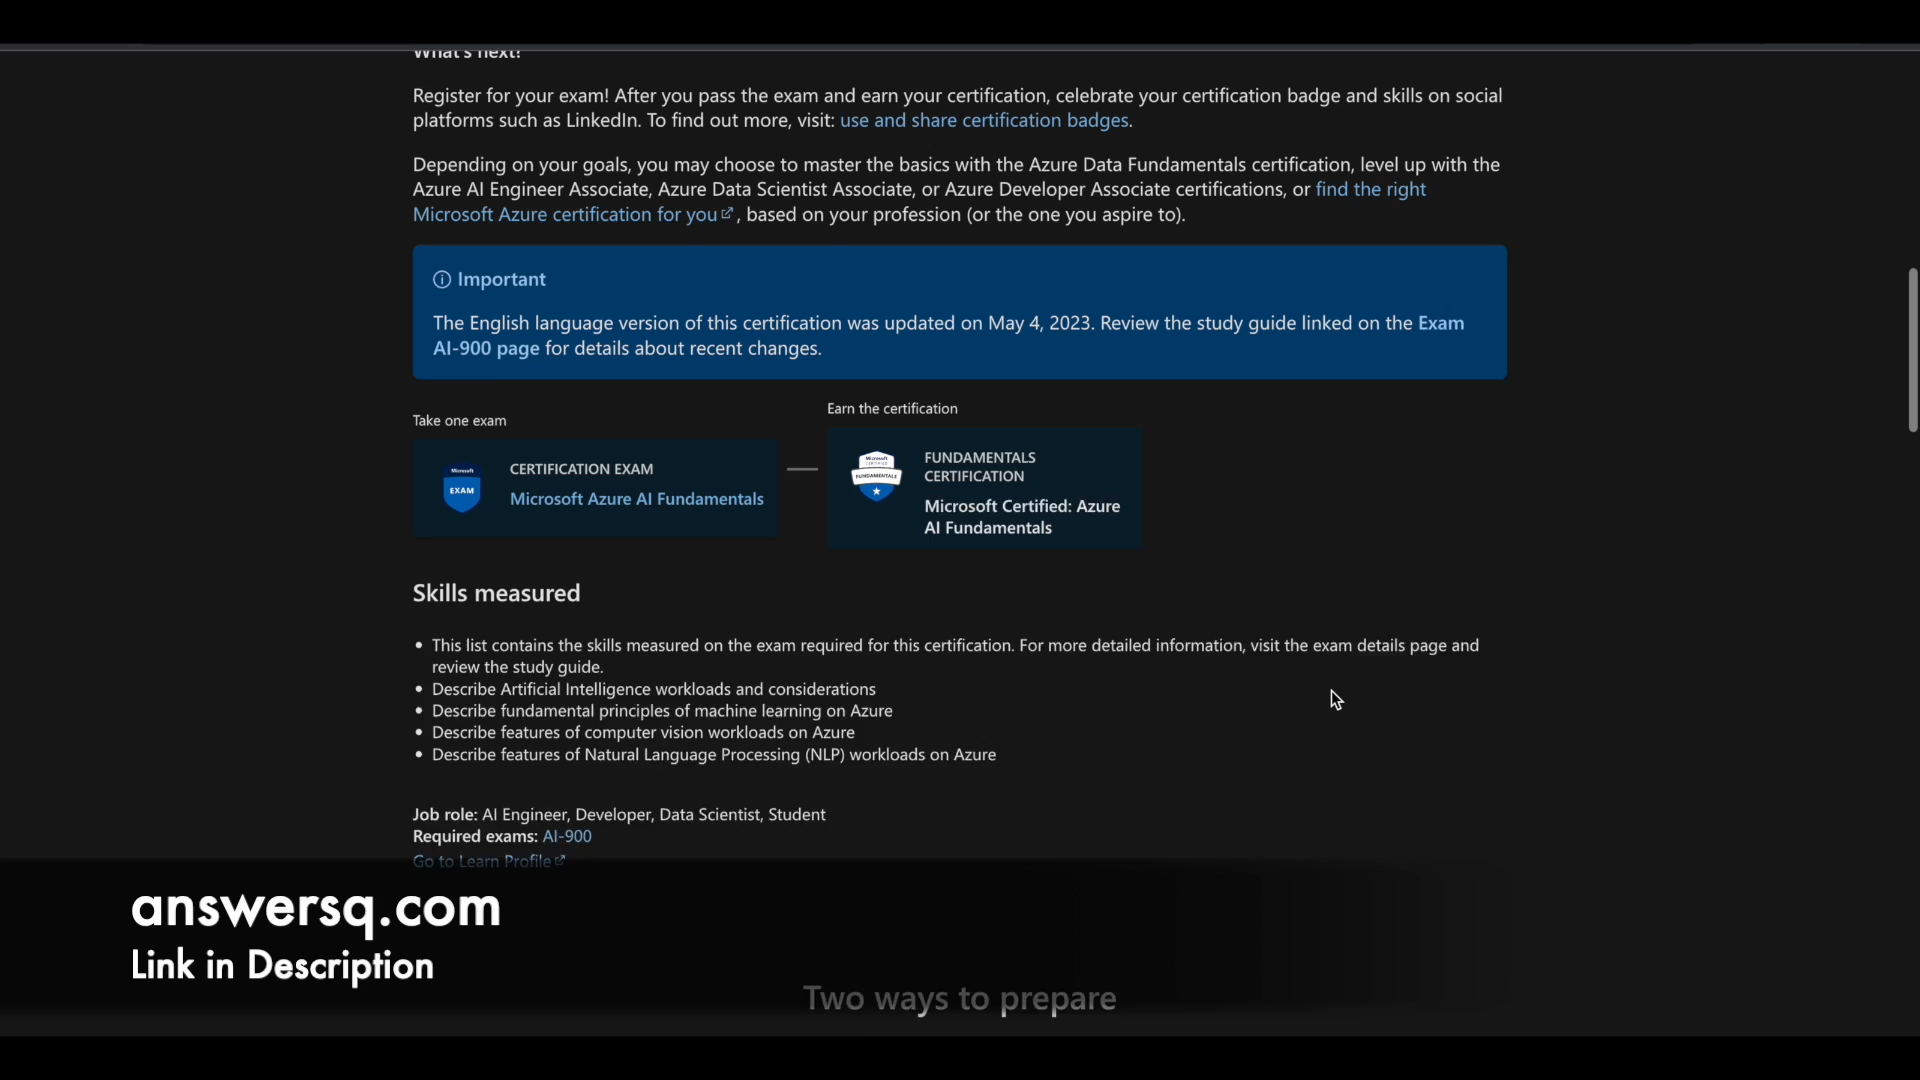 What's next?
Register for your exam! After you pass the exam and earn your certification, celebrate your certification badge and skills on social
platforms such as LinkedIn. To find out more, visit: use and share certification badges.
Depending on your goals, you may choose to master the basics with the Azure Data Fundamentals certification, level up with the
Azure AI Engineer Associate, Azure Data Scientist Associate, or Azure Developer Associate certifications, or find the right
Microsoft Azure certification for you, based on your profession (or the one you aspire to).
Important
The English language version of this certification was updated on May 4, 2023. Review the study guide linked on the Exam
AI-900 page for details about recent changes.
Take one exam
Microsoft
EXAM
CERTIFICATION EXAM
Microsoft Azure AI Fundamentals
Earn the certification
Microsoft
CERTIFIED
FUNDAMENTALS
FUNDAMENTALS
CERTIFICATION
Microsoft Certified: Azure
AI Fundamentals
Skills measured
• This list contains the skills measured on the exam required for this certification. For more detailed information, visit the exam details page and
review the study guide.
• Describe Artificial Intelligence workloads and considerations
• Describe fundamental principles of machine learning on Azure
• Describe features of computer vision workloads on Azure
• Describe features of Natural Language Processing (NLP) workloads on Azure
Job role: AI Engineer, Developer, Data Scientist, Student
Required exams: AI-900
Go to Learn Profile
answersq.com
Link in Description
Two ways to prepare